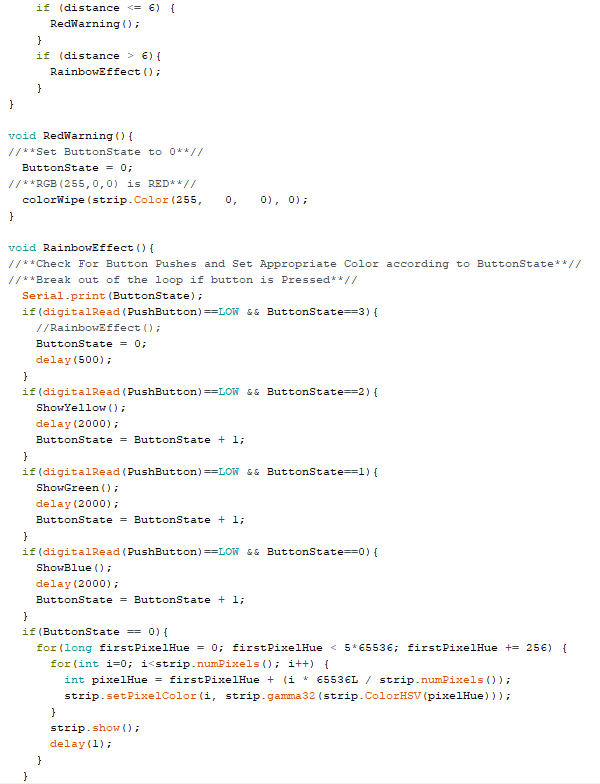 if (distance <= 6) {
RedWarning();
}
if (distance > 6){
RainbowEffect();
}
}
void RedWarning(){
//**Set ButtonState to 0**//
ButtonState = 0;
//**RGB(255,0,0) is RED**//
colorWipe(strip.Color(255,   0,   0), 0);
}
void RainbowEffect(){
//**Check For Button Pushes and Set Appropriate Color according to ButtonState**//
//**Break out of the loop if button is Pressed**//
Serial.print(ButtonState);
if(digitalRead(PushButton)==LOW && ButtonState==3){
//RainbowEffect();
ButtonState = 0;
delay(500);
}
if(digitalRead(PushButton)==LOW && ButtonState==2){
ShowYellow();
delay(2000);
ButtonState = ButtonState + 1;
}
if(digitalRead(PushButton)==LOW && ButtonState==1){
ShowGreen();
delay(2000);
ButtonState = ButtonState + 1;
}
if(digitalRead(PushButton)==LOW && ButtonState==0){
ShowBlue();
delay(2000);
ButtonState = ButtonState + 1;
}
if(ButtonState == 0){
for(long firstPixelHue = 0; firstPixelHue < 5*65536; firstPixelHue += 256) {
for(int i=0; i<strip.numPixels(); i++) {
int pixelHue = firstPixelHue + (i * 65536L / strip.numPixels());
strip.setPixelColor(i, strip.gamma32(strip.ColorHSV(pixelHue)));
}
strip.show();
delay(1);
}
}